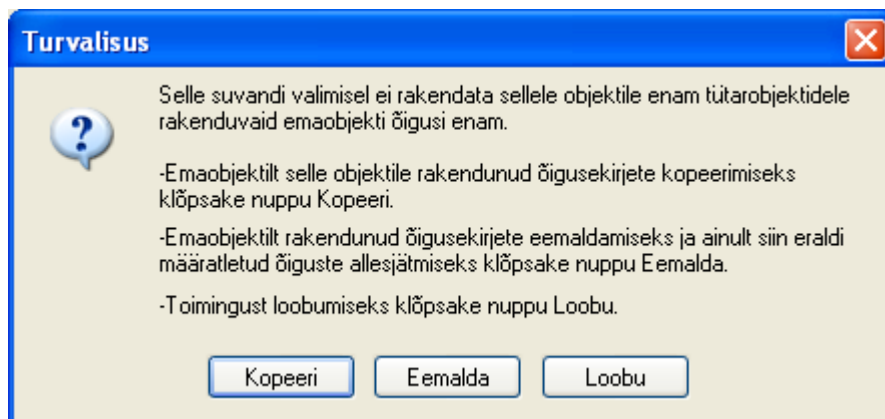 Turvalisus
Selle suvandi valimisel ei rakendata sellele objektile enam tütarobjektidele
rakenduvaid emaobjekti õigusi enam.
-Emaobjektilt selle objektile rakendunud õigusekirjete kopeerimiseks
klõpsake nuppu Kopeeri.
-Emaobjektilt rakendunud õigusekirjete eemaldamiseks ja ainult siin eraldi
määratletud õiguste allesjätmiseks klõpsake nuppu Eemalda.
-Toimingust loobumiseks klõpsake nuppu Loobu.
Kopeeri Eemalda Loobu